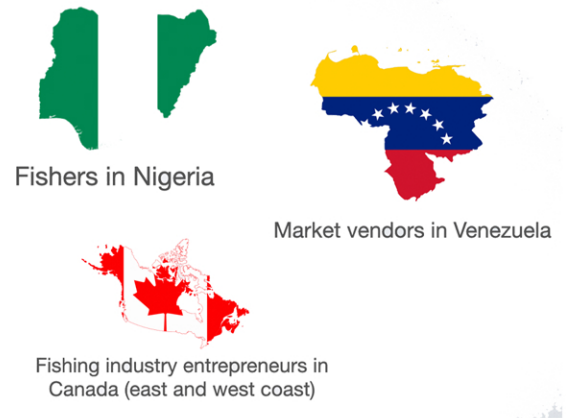 Fishers in Nigeria
Market vendors in Venezuela
Fishing industry entrepreneurs in
Canada (east and west coast)